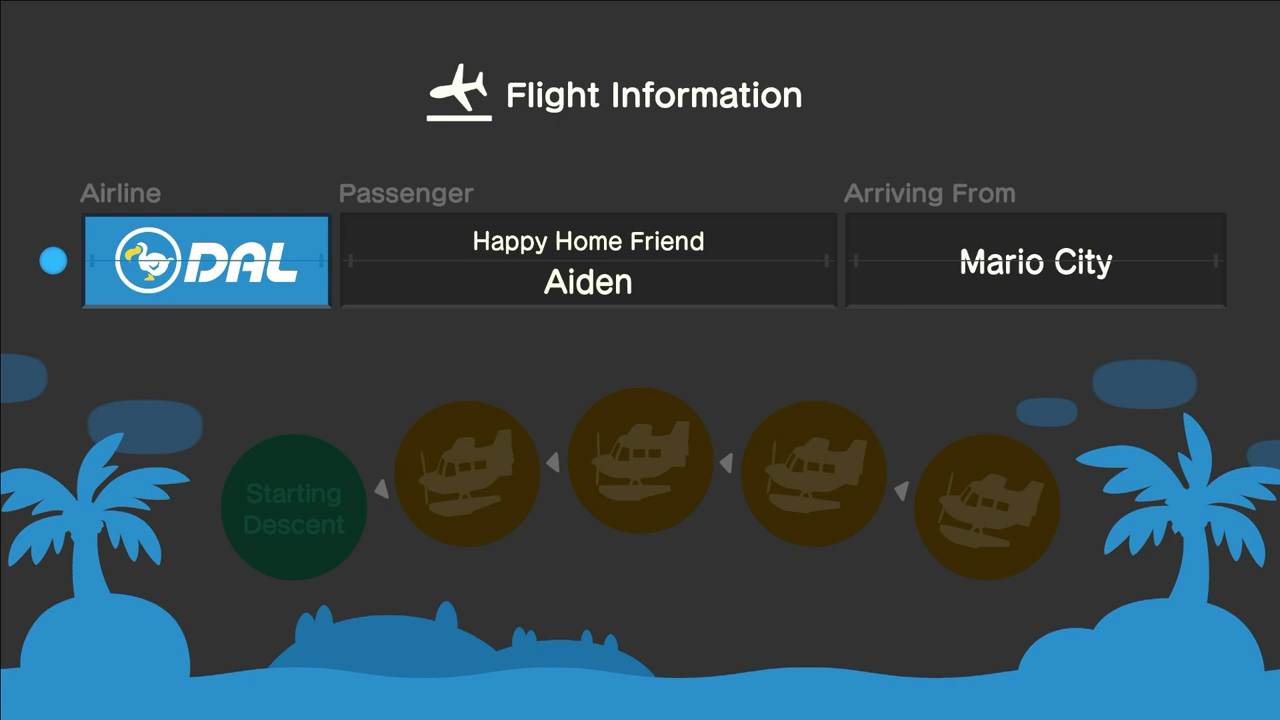 Flight Information
Airline
Passenger
Arriving From
DAL
Happy Home Friend
Aiden
Mario City
Starting
Descent